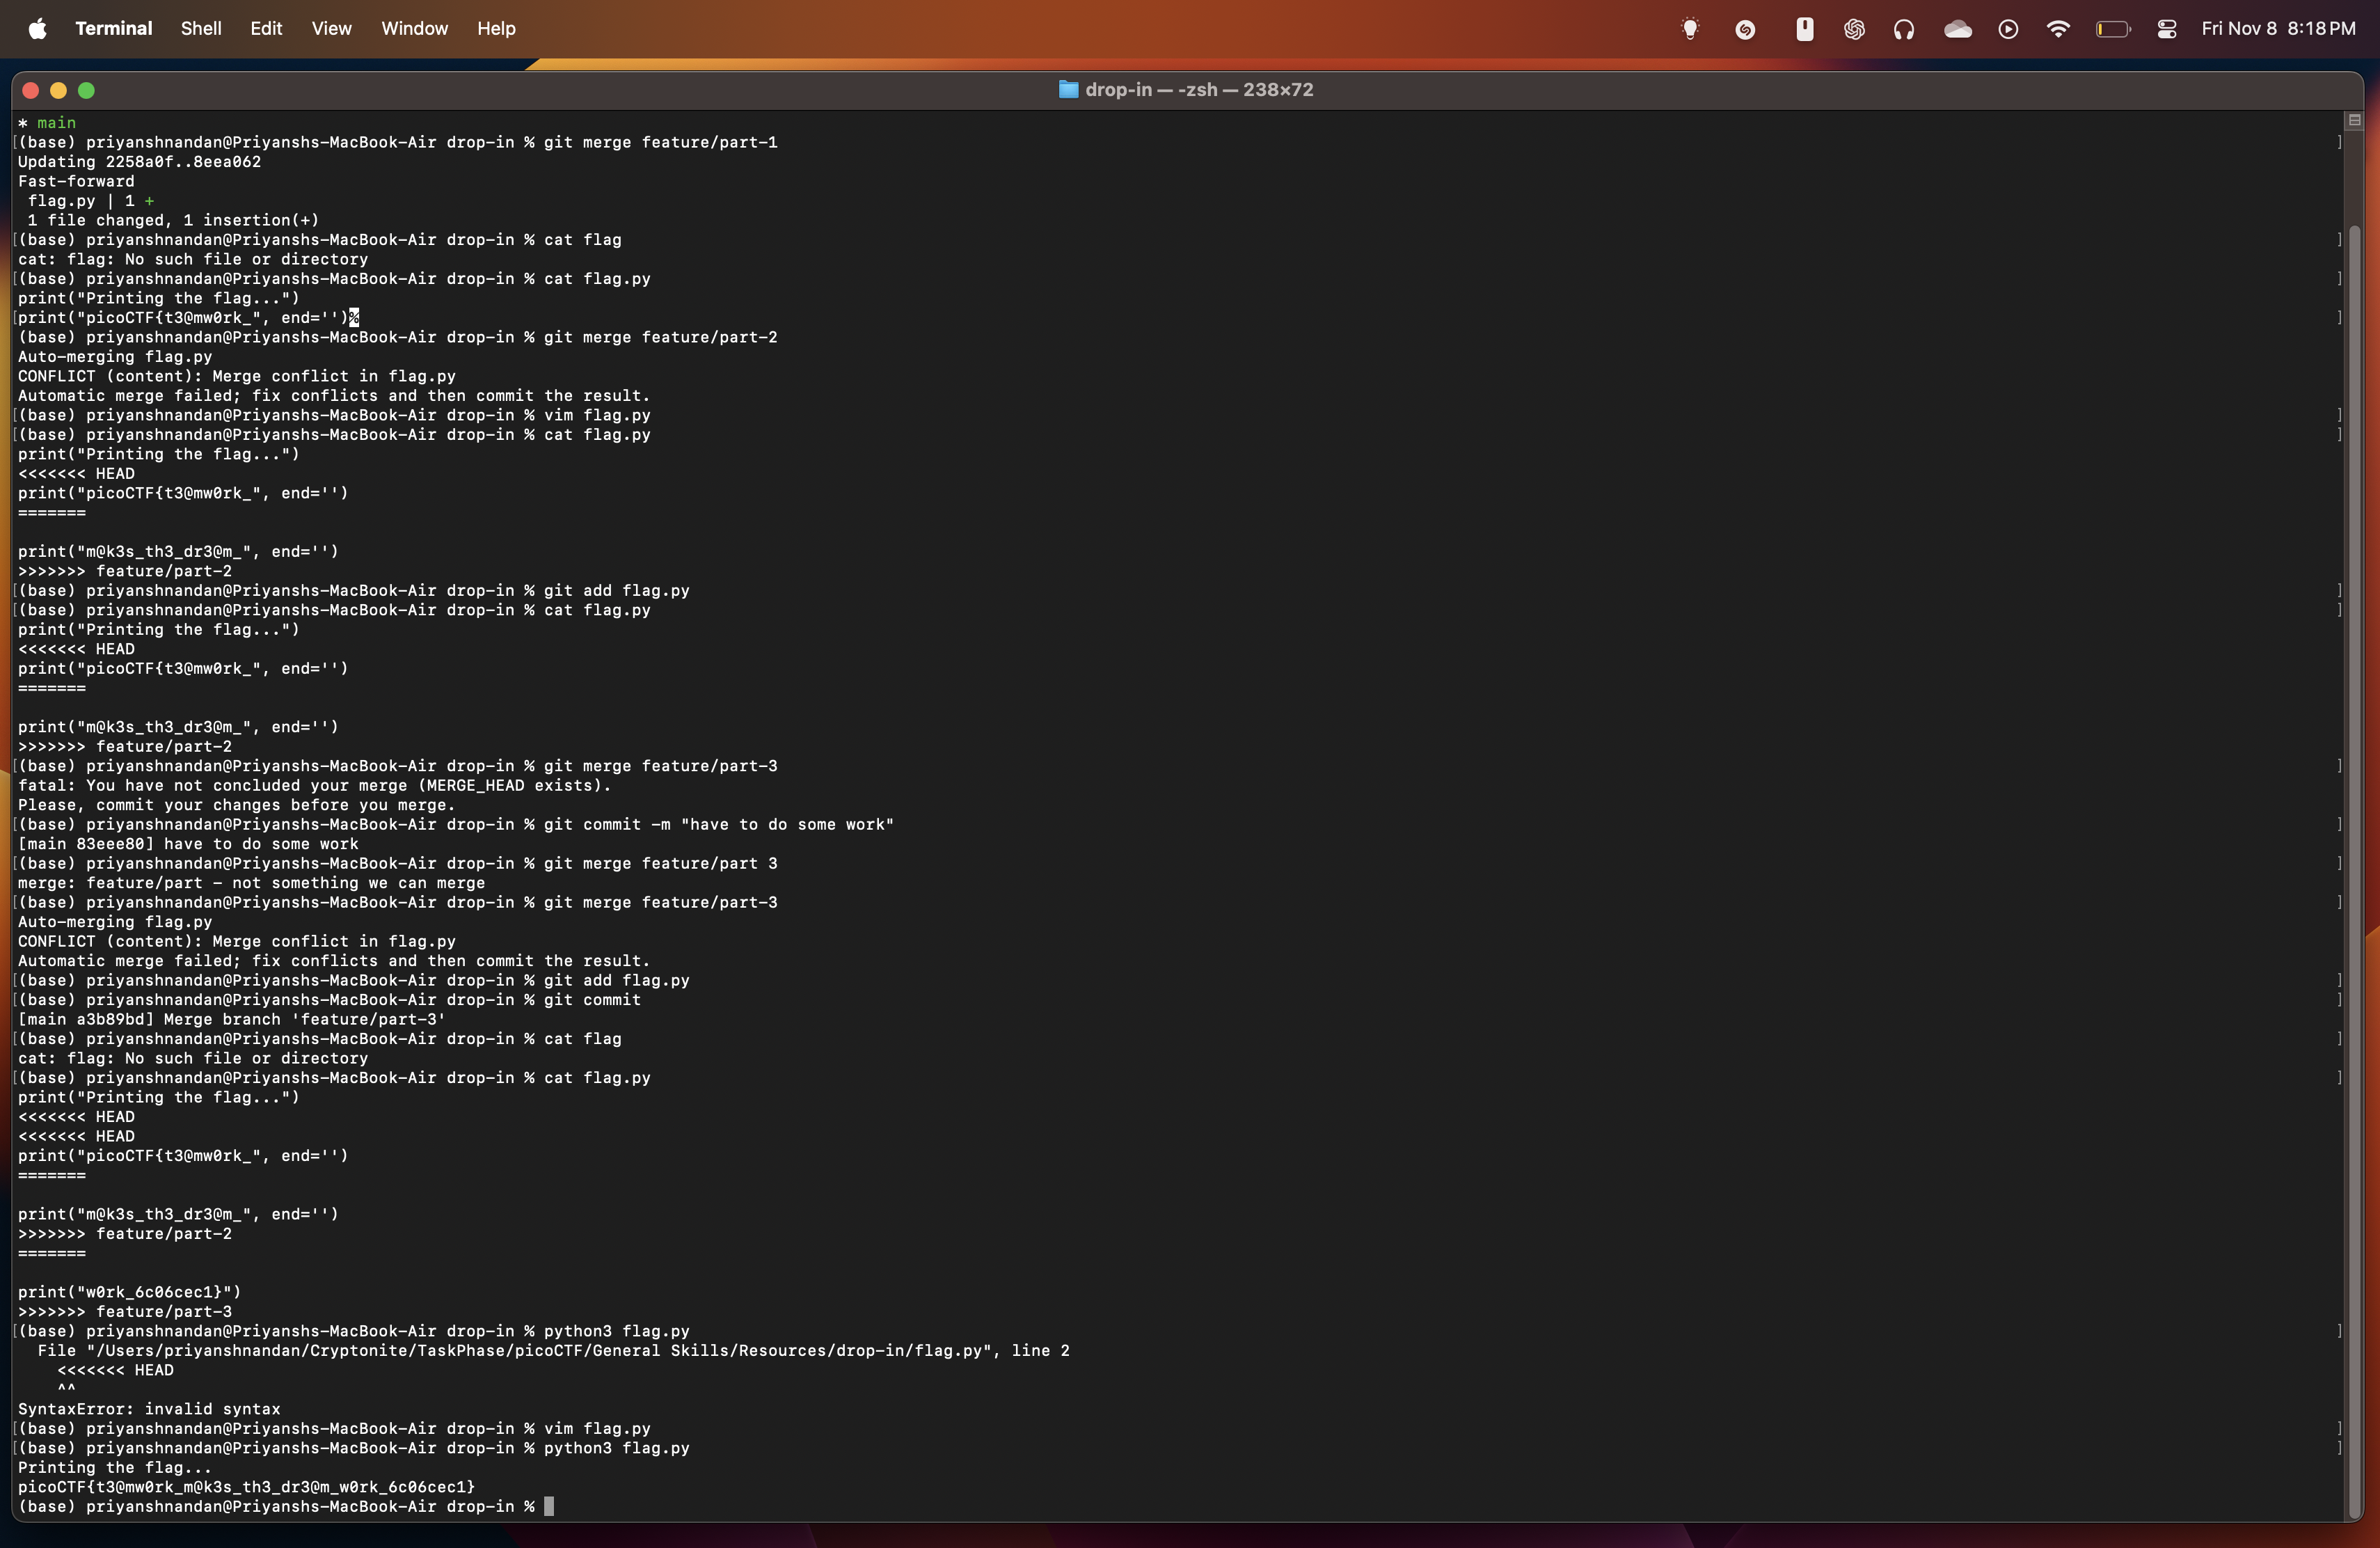 Terminal Shell Edit View Window Help Fri Nov 8 8:18 PM
drop-in — -zsh — 238×72
* main
[(base) priyanshnandan@Priyanshs-MacBook-Air drop-in % git merge feature/part-1 ]
Updating 2258a0f..8eea062
Fast-forward
flag.py | 1 +
1 file changed, 1 insertion(+)
[(base) priyanshnandan@Priyanshs-MacBook-Air drop-in % cat flag ]
cat: flag: No such file or directory
[(base) priyanshnandan@Priyanshs-MacBook-Air drop-in % cat flag.py ]
print("Printing the flag...")
[print("picoCTF{t3@mw0rk_", end='')% ]
(base) priyanshnandan@Priyanshs-MacBook-Air drop-in % git merge feature/part-2
Auto-merging flag.py
CONFLICT (content): Merge conflict in flag.py
Automatic merge failed; fix conflicts and then commit the result.
[(base) priyanshnandan@Priyanshs-MacBook-Air drop-in % vim flag.py ]
[(base) priyanshnandan@Priyanshs-MacBook-Air drop-in % cat flag.py ]
print("Printing the flag...")
<<<<<<< HEAD
print("picoCTF{t3@mw0rk_", end='')
=======
print("m@k3s_th3_dr3@m_", end='')
>>>>>>> feature/part-2
[(base) priyanshnandan@Priyanshs-MacBook-Air drop-in % git add flag.py ]
[(base) priyanshnandan@Priyanshs-MacBook-Air drop-in % cat flag.py ]
print("Printing the flag...")
<<<<<<< HEAD
print("picoCTF{t3@mw0rk_", end='')
=======
print("m@k3s_th3_dr3@m_", end='')
>>>>>>> feature/part-2
[(base) priyanshnandan@Priyanshs-MacBook-Air drop-in % git merge feature/part-3 ]
fatal: You have not concluded your merge (MERGE_HEAD exists).
Please, commit your changes before you merge.
[(base) priyanshnandan@Priyanshs-MacBook-Air drop-in % git commit -m "have to do some work" ]
[main 83eee80] have to do some work
[(base) priyanshnandan@Priyanshs-MacBook-Air drop-in % git merge feature/part 3 ]
merge: feature/part - not something we can merge
[(base) priyanshnandan@Priyanshs-MacBook-Air drop-in % git merge feature/part-3 ]
Auto-merging flag.py
CONFLICT (content): Merge conflict in flag.py
Automatic merge failed; fix conflicts and then commit the result.
[(base) priyanshnandan@Priyanshs-MacBook-Air drop-in % git add flag.py ]
[(base) priyanshnandan@Priyanshs-MacBook-Air drop-in % git commit ]
[main a3b89bd] Merge branch 'feature/part-3'
[(base) priyanshnandan@Priyanshs-MacBook-Air drop-in % cat flag ]
cat: flag: No such file or directory
[(base) priyanshnandan@Priyanshs-MacBook-Air drop-in % cat flag.py ]
print("Printing the flag...")
<<<<<<< HEAD
<<<<<<< HEAD
print("picoCTF{t3@mw0rk_", end='')
=======
print("m@k3s_th3_dr3@m_", end='')
>>>>>>> feature/part-2
=======
print("w0rk_6c06cec1}")
>>>>>>> feature/part-3
[(base) priyanshnandan@Priyanshs-MacBook-Air drop-in % python3 flag.py ]
File "/Users/priyanshnandan/Cryptonite/TaskPhase/picoCTF/General Skills/Resources/drop-in/flag.py", line 2
<<<<<<< HEAD
^^
SyntaxError: invalid syntax
[(base) priyanshnandan@Priyanshs-MacBook-Air drop-in % vim flag.py ]
[(base) priyanshnandan@Priyanshs-MacBook-Air drop-in % python3 flag.py ]
Printing the flag...
picoCTF{t3@mw0rk_m@k3s_th3_dr3@m_w0rk_6c06cec1}
(base) priyanshnandan@Priyanshs-MacBook-Air drop-in %